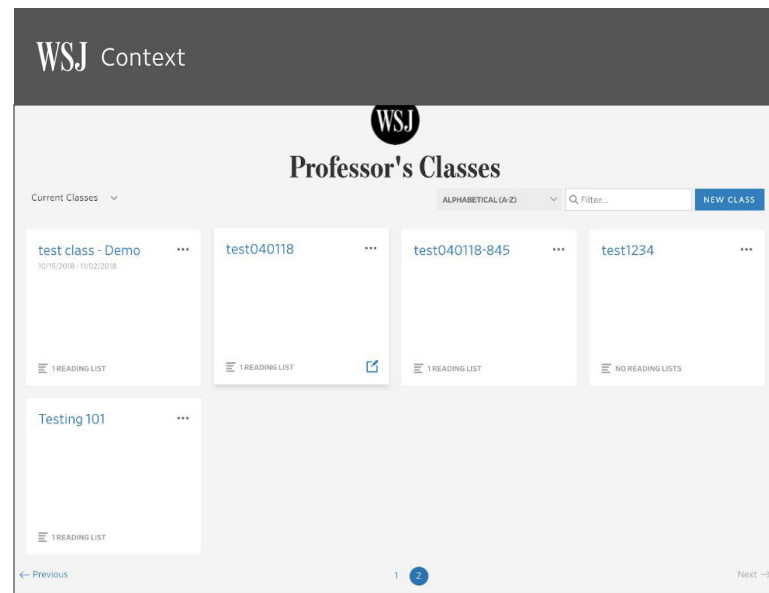 WSJ Context
WSJ
Professor's Classes
Current Classes
ALPHABETICAL (A-Z)
Filter...
NEW CLASS
test class - Demo
10/15/2018 - 11/02/2018
1 READING LIST
test040118
1 READING LIST
test040118-845
1 READING LIST
test1234
NO READING LISTS
Testing 101
1 READING LIST
← Previous
1 2
Next →